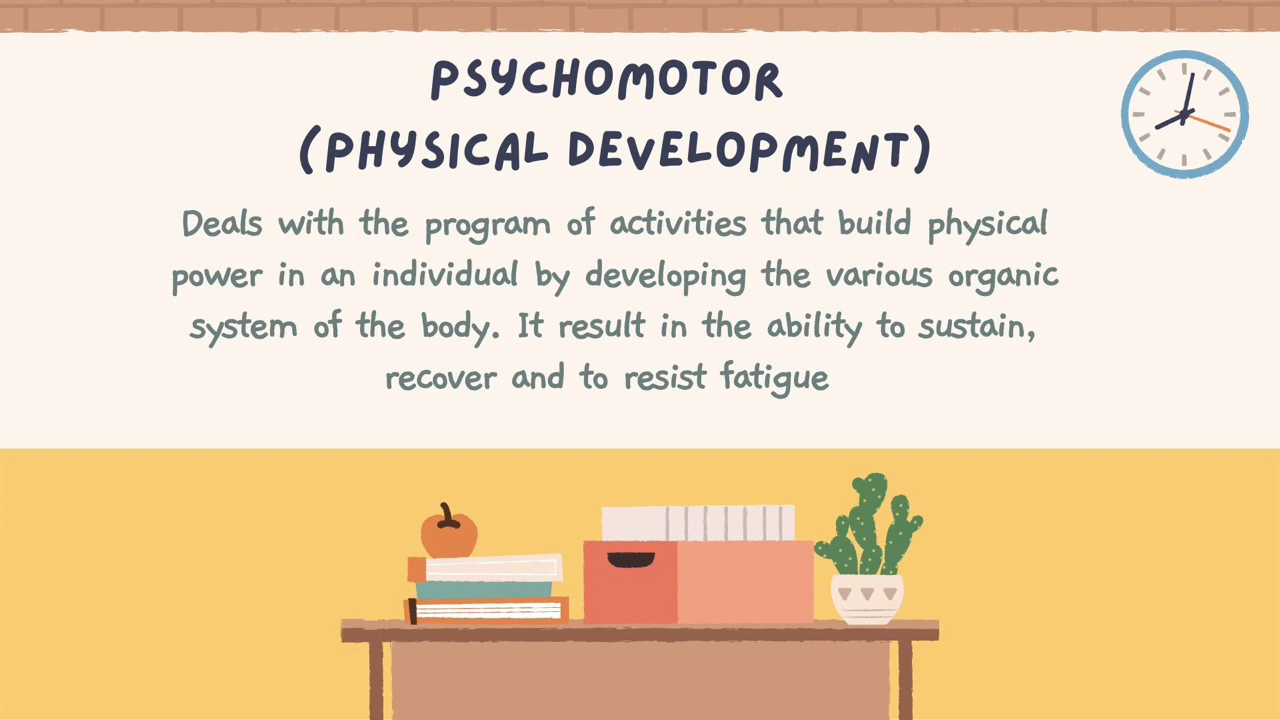 PSYCHOMOTOR
(PHYSICAL DEVELOPMENT)
Deals with the program of activities that build physical
power in an individual by developing the various organic
system of the body. It result in the ability to sustain,
recover and to resist fatigue